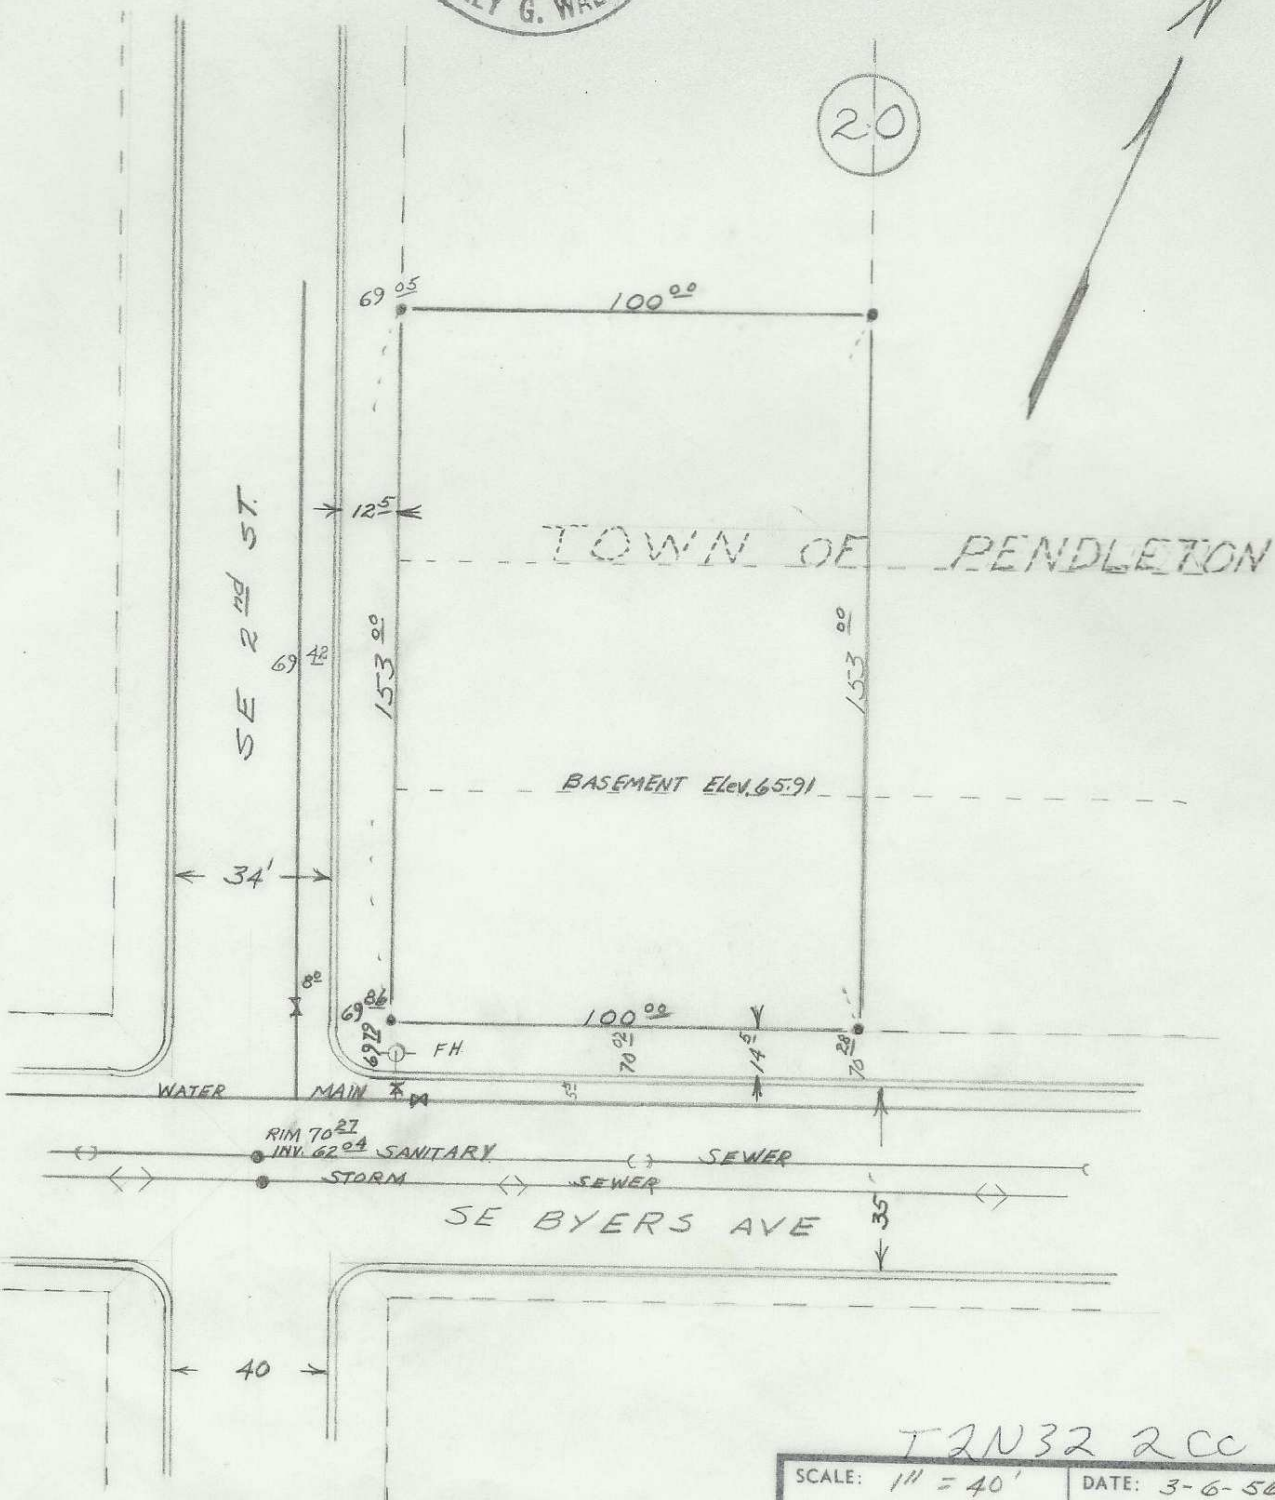 G. W
20
69 05
100 00
12 5
TOWN OF PENDLETON
SE 2nd ST.
69 42
153 00
153 00
BASEMENT Elev. 65.91
34'
8 0
69 86
100 00
69 79
FH
70 02
14 5
70 28
WATER MAIN
RIM 70 27
INV. 62 04 SANITARY SEWER
STORM SEWER
SE BYERS AVE
35'
40
T2N32 2CC
SCALE: 1" = 40'
DATE: 3-6-5